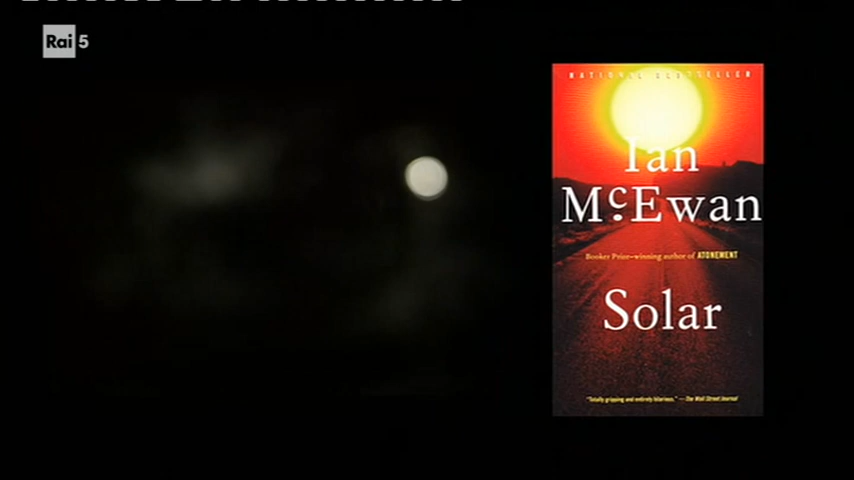 Rai 5
NATIONAL BESTSELLER
Ian
McEwan
Booker Prize–winning author of ATONEMENT
Solar
"Totally gripping and entirely hilarious." —The Wall Street Journal